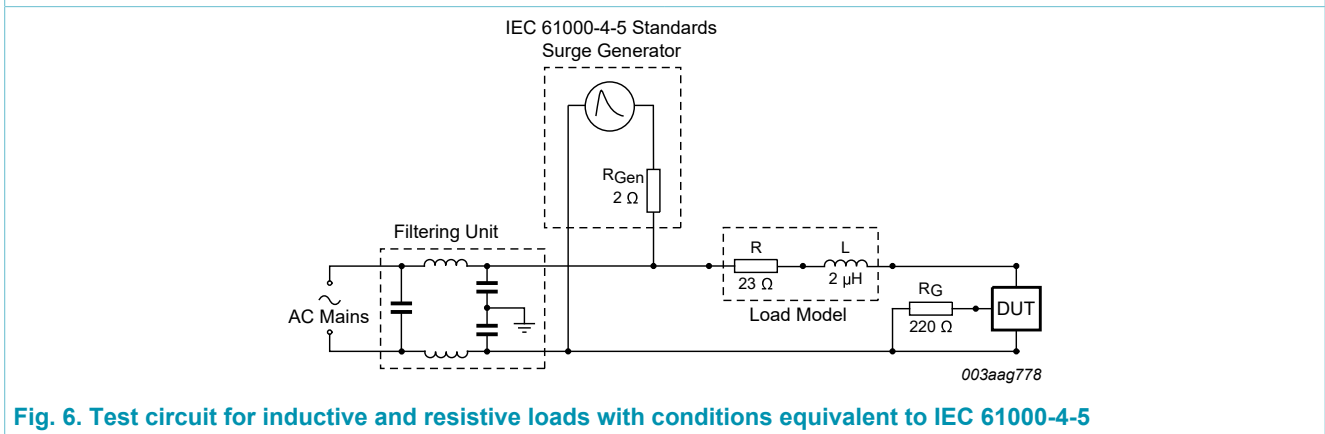 IEC 61000-4-5 Standards
Surge Generator
RGen
2 Ω
Filtering Unit
AC Mains
R
23 Ω
L
2 μH
Load Model
RG
220 Ω
DUT
003aag778
Fig. 6. Test circuit for inductive and resistive loads with conditions equivalent to IEC 61000-4-5